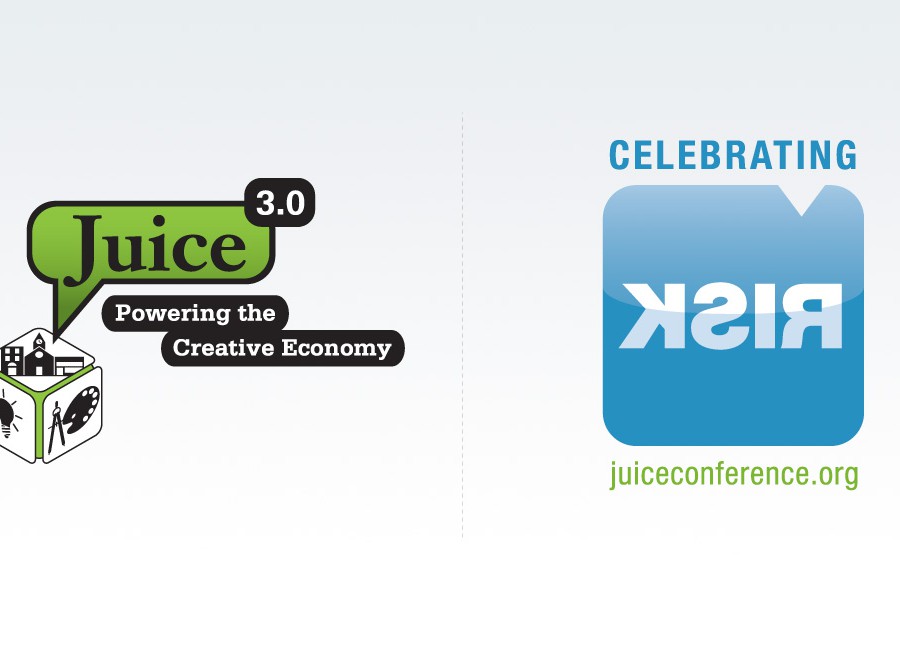 Juice
3.0
Powering the
Creative Economy
CELEBRATING
RISK
juiceconference.org